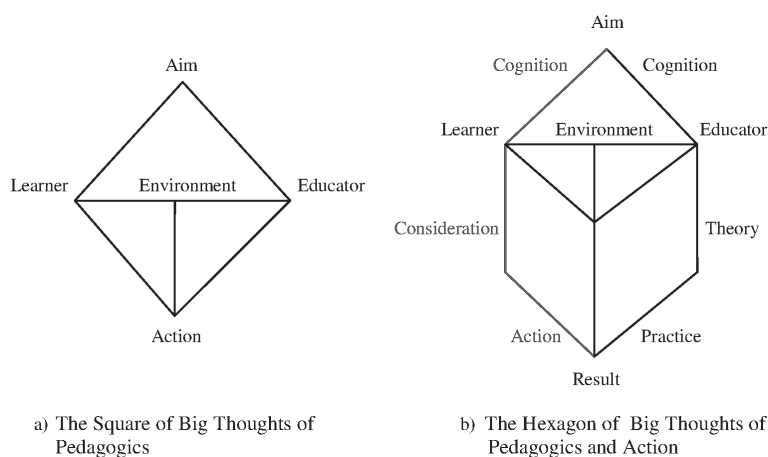 Aim
Learner
Environment
Educator
Action
a) The Square of Big Thoughts of
Pedagogics
Aim
Cognition
Cognition
Learner
Environment
Educator
Consideration
Theory
Action
Practice
Result
b) The Hexagon of Big Thoughts of
Pedagogics and Action